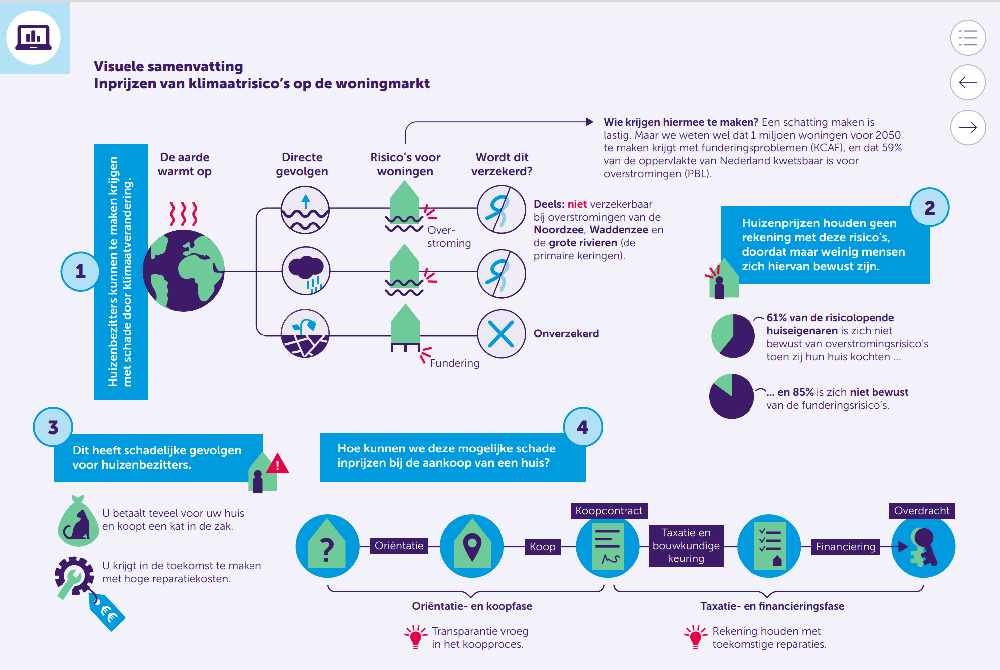 Visuele samenvatting
Inprijzen van klimaatrisico's op de woningmarkt
1
Huizenbezitters kunnen te maken krijgen
met schade door klimaatverandering.
De aarde
warmt op
Directe
gevolgen
Risico's voor
woningen
Wordt dit
verzekerd?
Wie krijgen hiermee te maken? Een schatting maken is
lastig. Maar we weten wel dat 1 miljoen woningen voor 2050
te maken krijgt met funderingsproblemen (KCAF), en dat 59%
van de oppervlakte van Nederland kwetsbaar is voor
overstromingen (PBL).
Over-
stroming
Deels: niet verzekerbaar
bij overstromingen van de
Noordzee, Waddenzee en
de grote rivieren (de
primaire keringen).
Fundering
Onverzekerd
2
Huizenprijzen houden geen
rekening met deze risico's,
doordat maar weinig mensen
zich hiervan bewust zijn.
61% van de risicolopende
huiseigenaren is zich niet
bewust van overstromingsrisico's
toen zij hun huis kochten ...
... en 85% is zich niet bewust
van de funderingsrisico's.
3
Dit heeft schadelijke gevolgen
voor huizenbezitters.
!
U betaalt teveel voor uw huis
en koopt een kat in de zak.
U krijgt in de toekomst te maken
met hoge reparatiekosten.
€€
4
Hoe kunnen we deze mogelijke schade
inprijzen bij de aankoop van een huis?
?
Oriëntatie
Koop
Koopcontract
Taxatie en
bouwkundige
keuring
Financiering
Overdracht
Oriëntatie- en koopfase
Transparantie vroeg
in het koopproces.
Taxatie- en financieringsfase
Rekening houden met
toekomstige reparaties.